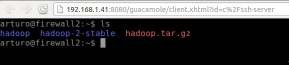 192.168.1.41:8080/guacamole/client.xhtml?id=c%2Fssh-server
arturo@firewall2:~$ ls
hadoop hadoop-2-stable hadoop.tar.gz
arturo@firewall2:~$